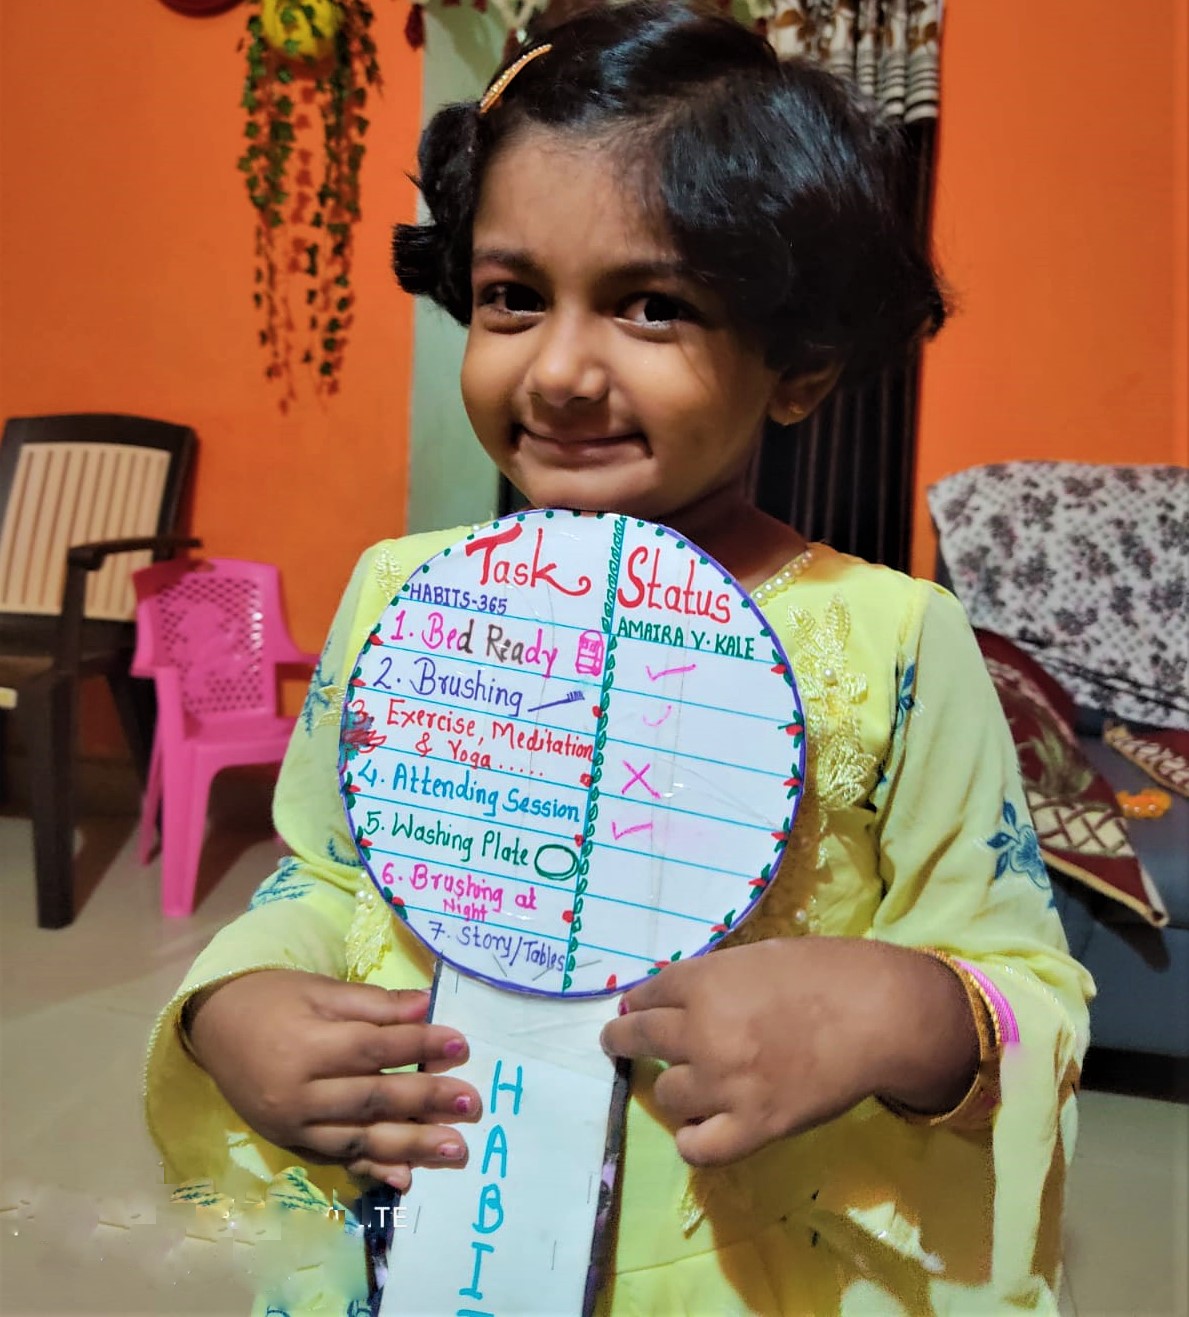 Task
Status
HABITS-365
AMAIRA V. KALE
1. Bed Ready
2. Brushing
3. Exercise, Meditation
& Yoga.....
4. Attending Session
5. Washing Plate
6. Brushing at
Night
7. Story/Tables
H
A
B
I
..TE